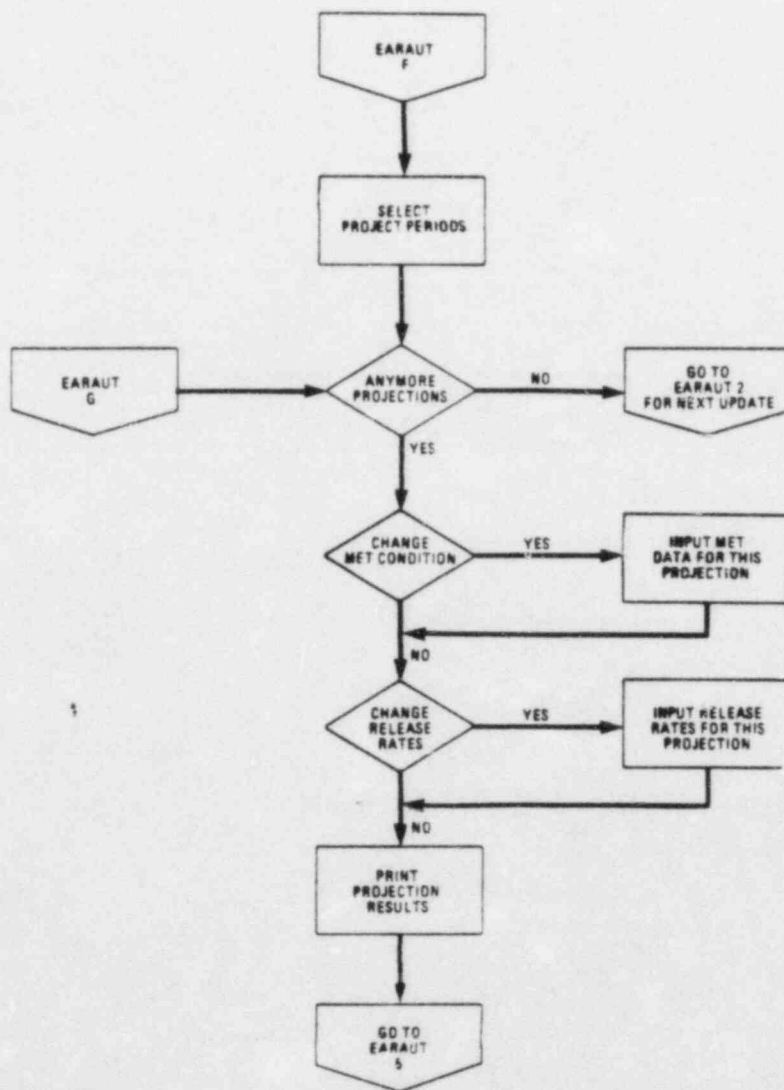 EARAUT
F
SELECT
PROJECT PERIODS
EARAUT
G
ANYMORE
PROJECTIONS
NO
GO TO
EARAUT 2
FOR NEXT UPDATE
YES
CHANGE
MET CONDITION
YES
INPUT MET
DATA FOR THIS
PROJECTION
NO
CHANGE
RELEASE
RATES
YES
INPUT RELEASE
RATES FOR THIS
PROJECTION
NO
PRINT
PROJECTION
RESULTS
GO TO
EARAUT
5